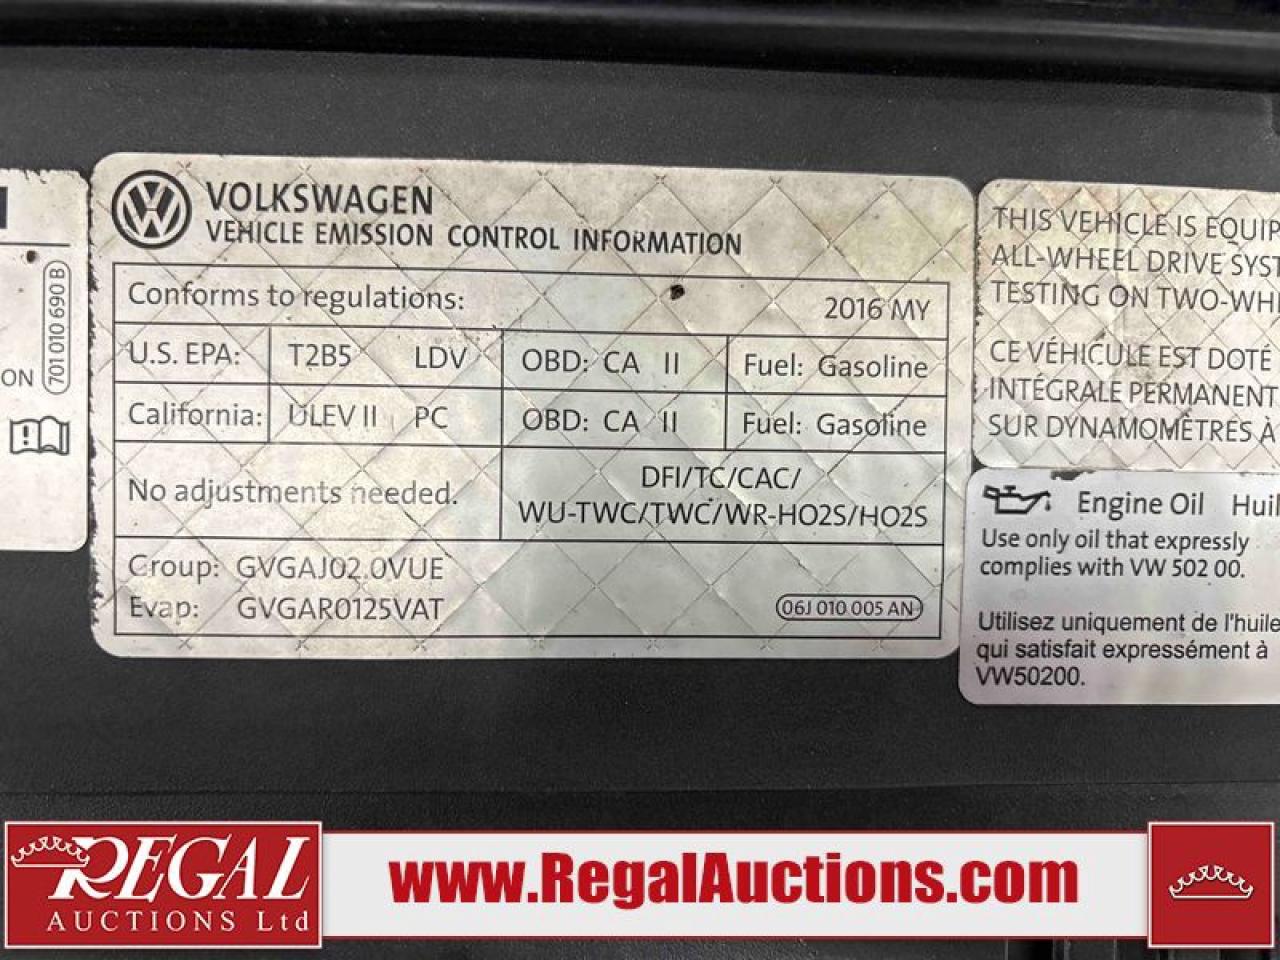 VOLKSWAGEN
VEHICLE EMISSION CONTROL INFORMATION
Conforms to regulations: 2016 MY
U.S. EPA: T2B5 LDV OBD: CA II Fuel: Gasoline
California: ULEV II PC OBD: CA II Fuel: Gasoline
No adjustments needed.
DFI/TC/CAC/
WU-TWC/TWC/WR-HO2S/HO2S
Group: GVGAJ02.0VUE
Evap: GVGAR0125VAT
06J 010 005 AN
ON
701 010 690 B
THIS VEHICLE IS EQUIP
ALL-WHEEL DRIVE SYST
TESTING ON TWO-WH
CE VÉHICULE EST DOTÉ
INTÉGRALE PERMANENT
SUR DYNAMOMÈTRES À
Engine Oil Huil
Use only oil that expressly
complies with VW 502 00.
Utilisez uniquement de l'huile
qui satisfait expressément à
VW50200.
REGAL
AUCTIONS Ltd
www.RegalAuctions.com